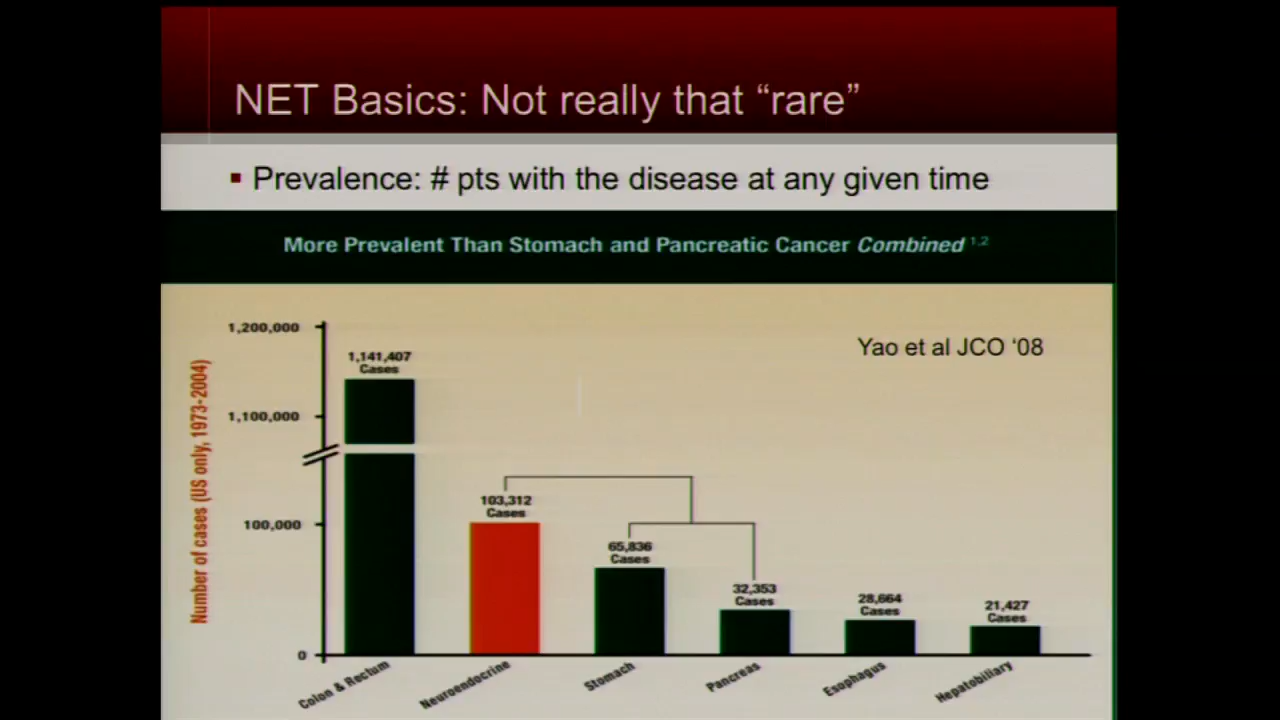 NET Basics: Not really that “rare”
▪ Prevalence: # pts with the disease at any given time
More Prevalent Than Stomach and Pancreatic Cancer Combined 1,2
Yao et al JCO ‘08
Number of cases (US only, 1973-2004)
1,200,000
1,100,000
100,000
0
1,141,407
Cases
103,312
Cases
65,836
Cases
32,353
Cases
28,664
Cases
21,427
Cases
Colon & Rectum
Neuroendocrine
Stomach
Pancreas
Esophagus
Hepatobiliary